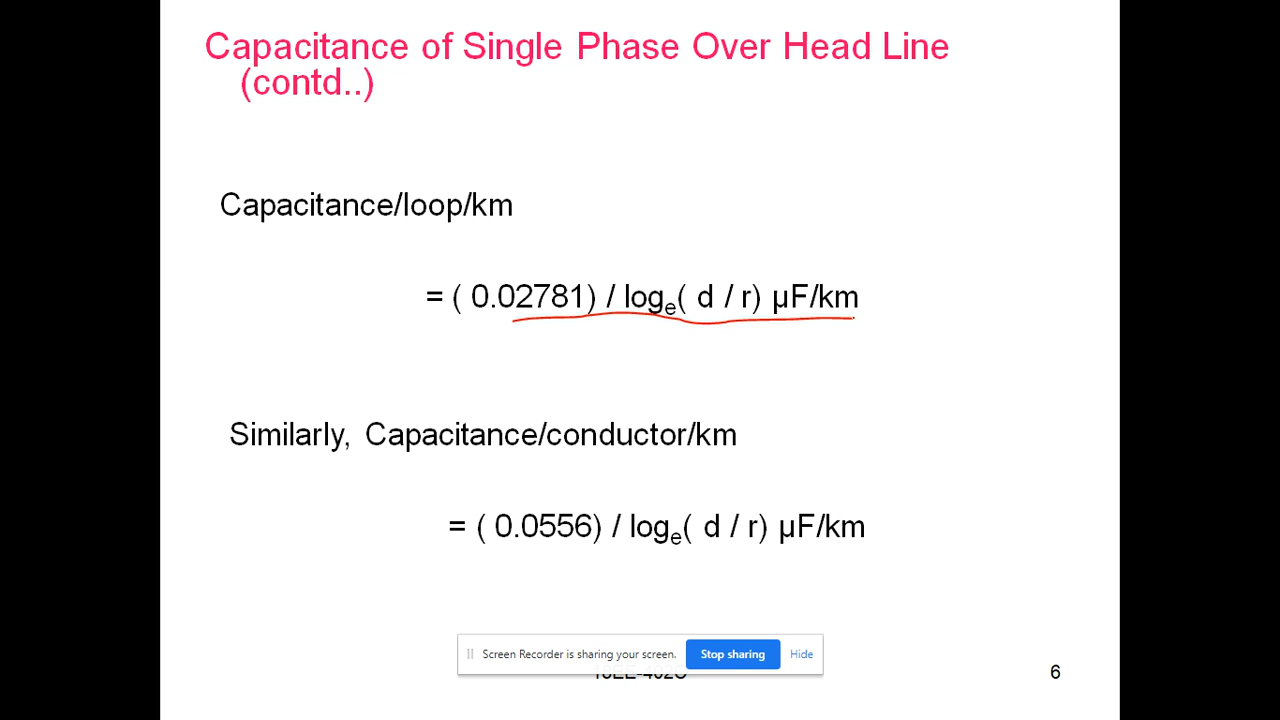 Capacitance of Single Phase Over Head Line
(contd..)
Capacitance/loop/km
= ( 0.02781) / logₑ( d / r) µF/km
Similarly, Capacitance/conductor/km
= ( 0.0556) / logₑ( d / r) µF/km
Screen Recorder is sharing your screen. Stop sharing Hide
6